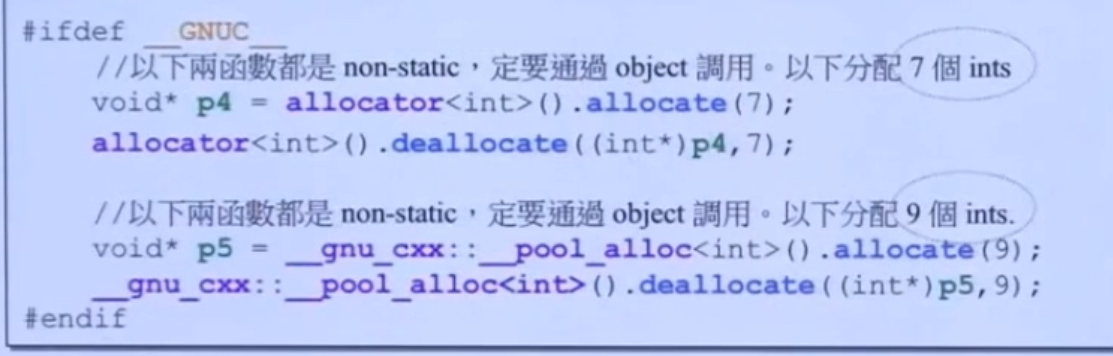 #ifdef __GNUC__
//以下兩函數都是 non-static，定要通過 object 調用。以下分配 7 個 ints
void* p4 = allocator<int>().allocate(7);
allocator<int>().deallocate((int*)p4,7);
//以下兩函數都是 non-static，定要通過 object 調用。以下分配 9 個 ints.
void* p5 = __gnu_cxx::__pool_alloc<int>().allocate(9);
__gnu_cxx::__pool_alloc<int>().deallocate((int*)p5,9);
#endif